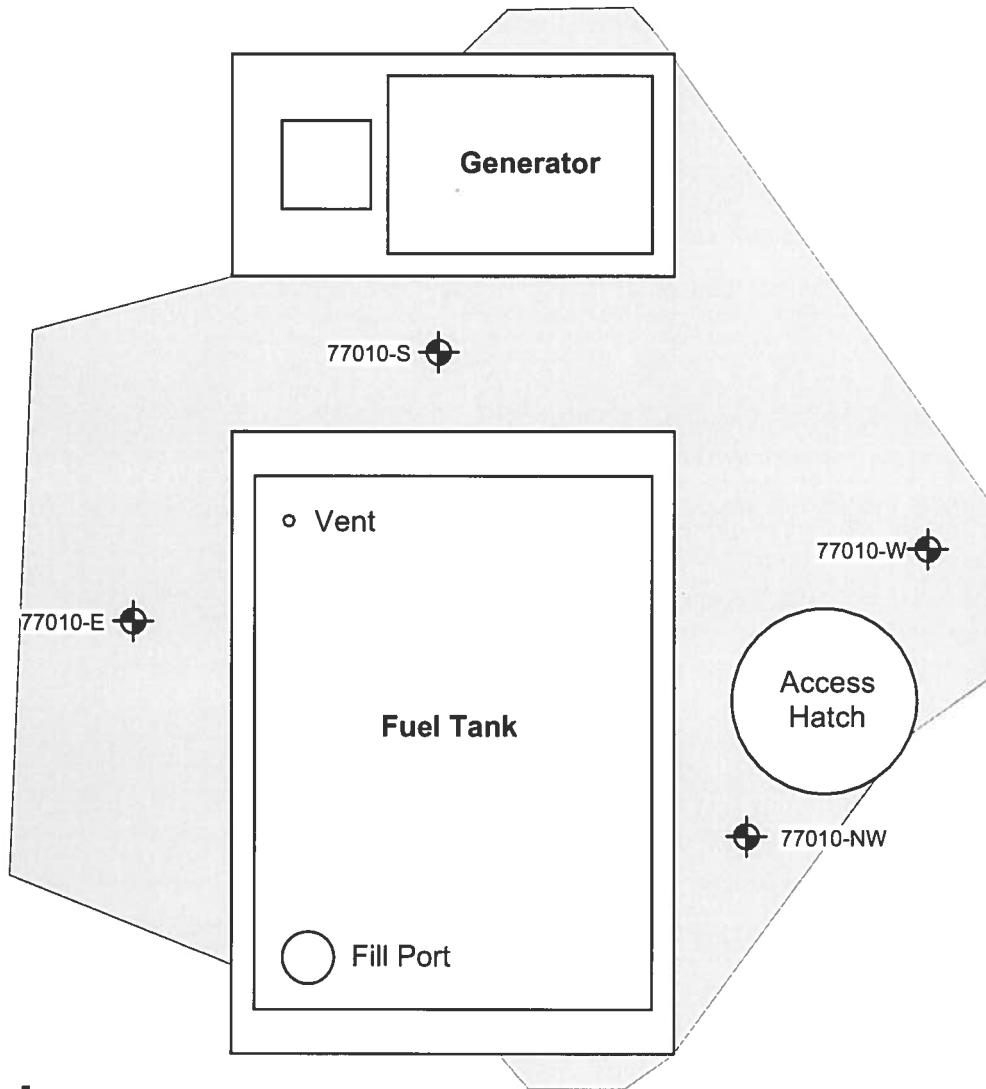 Generator
77010-S
Vent
77010-W
77010-E
Access
Hatch
Fuel Tank
77010-NW
Fill Port